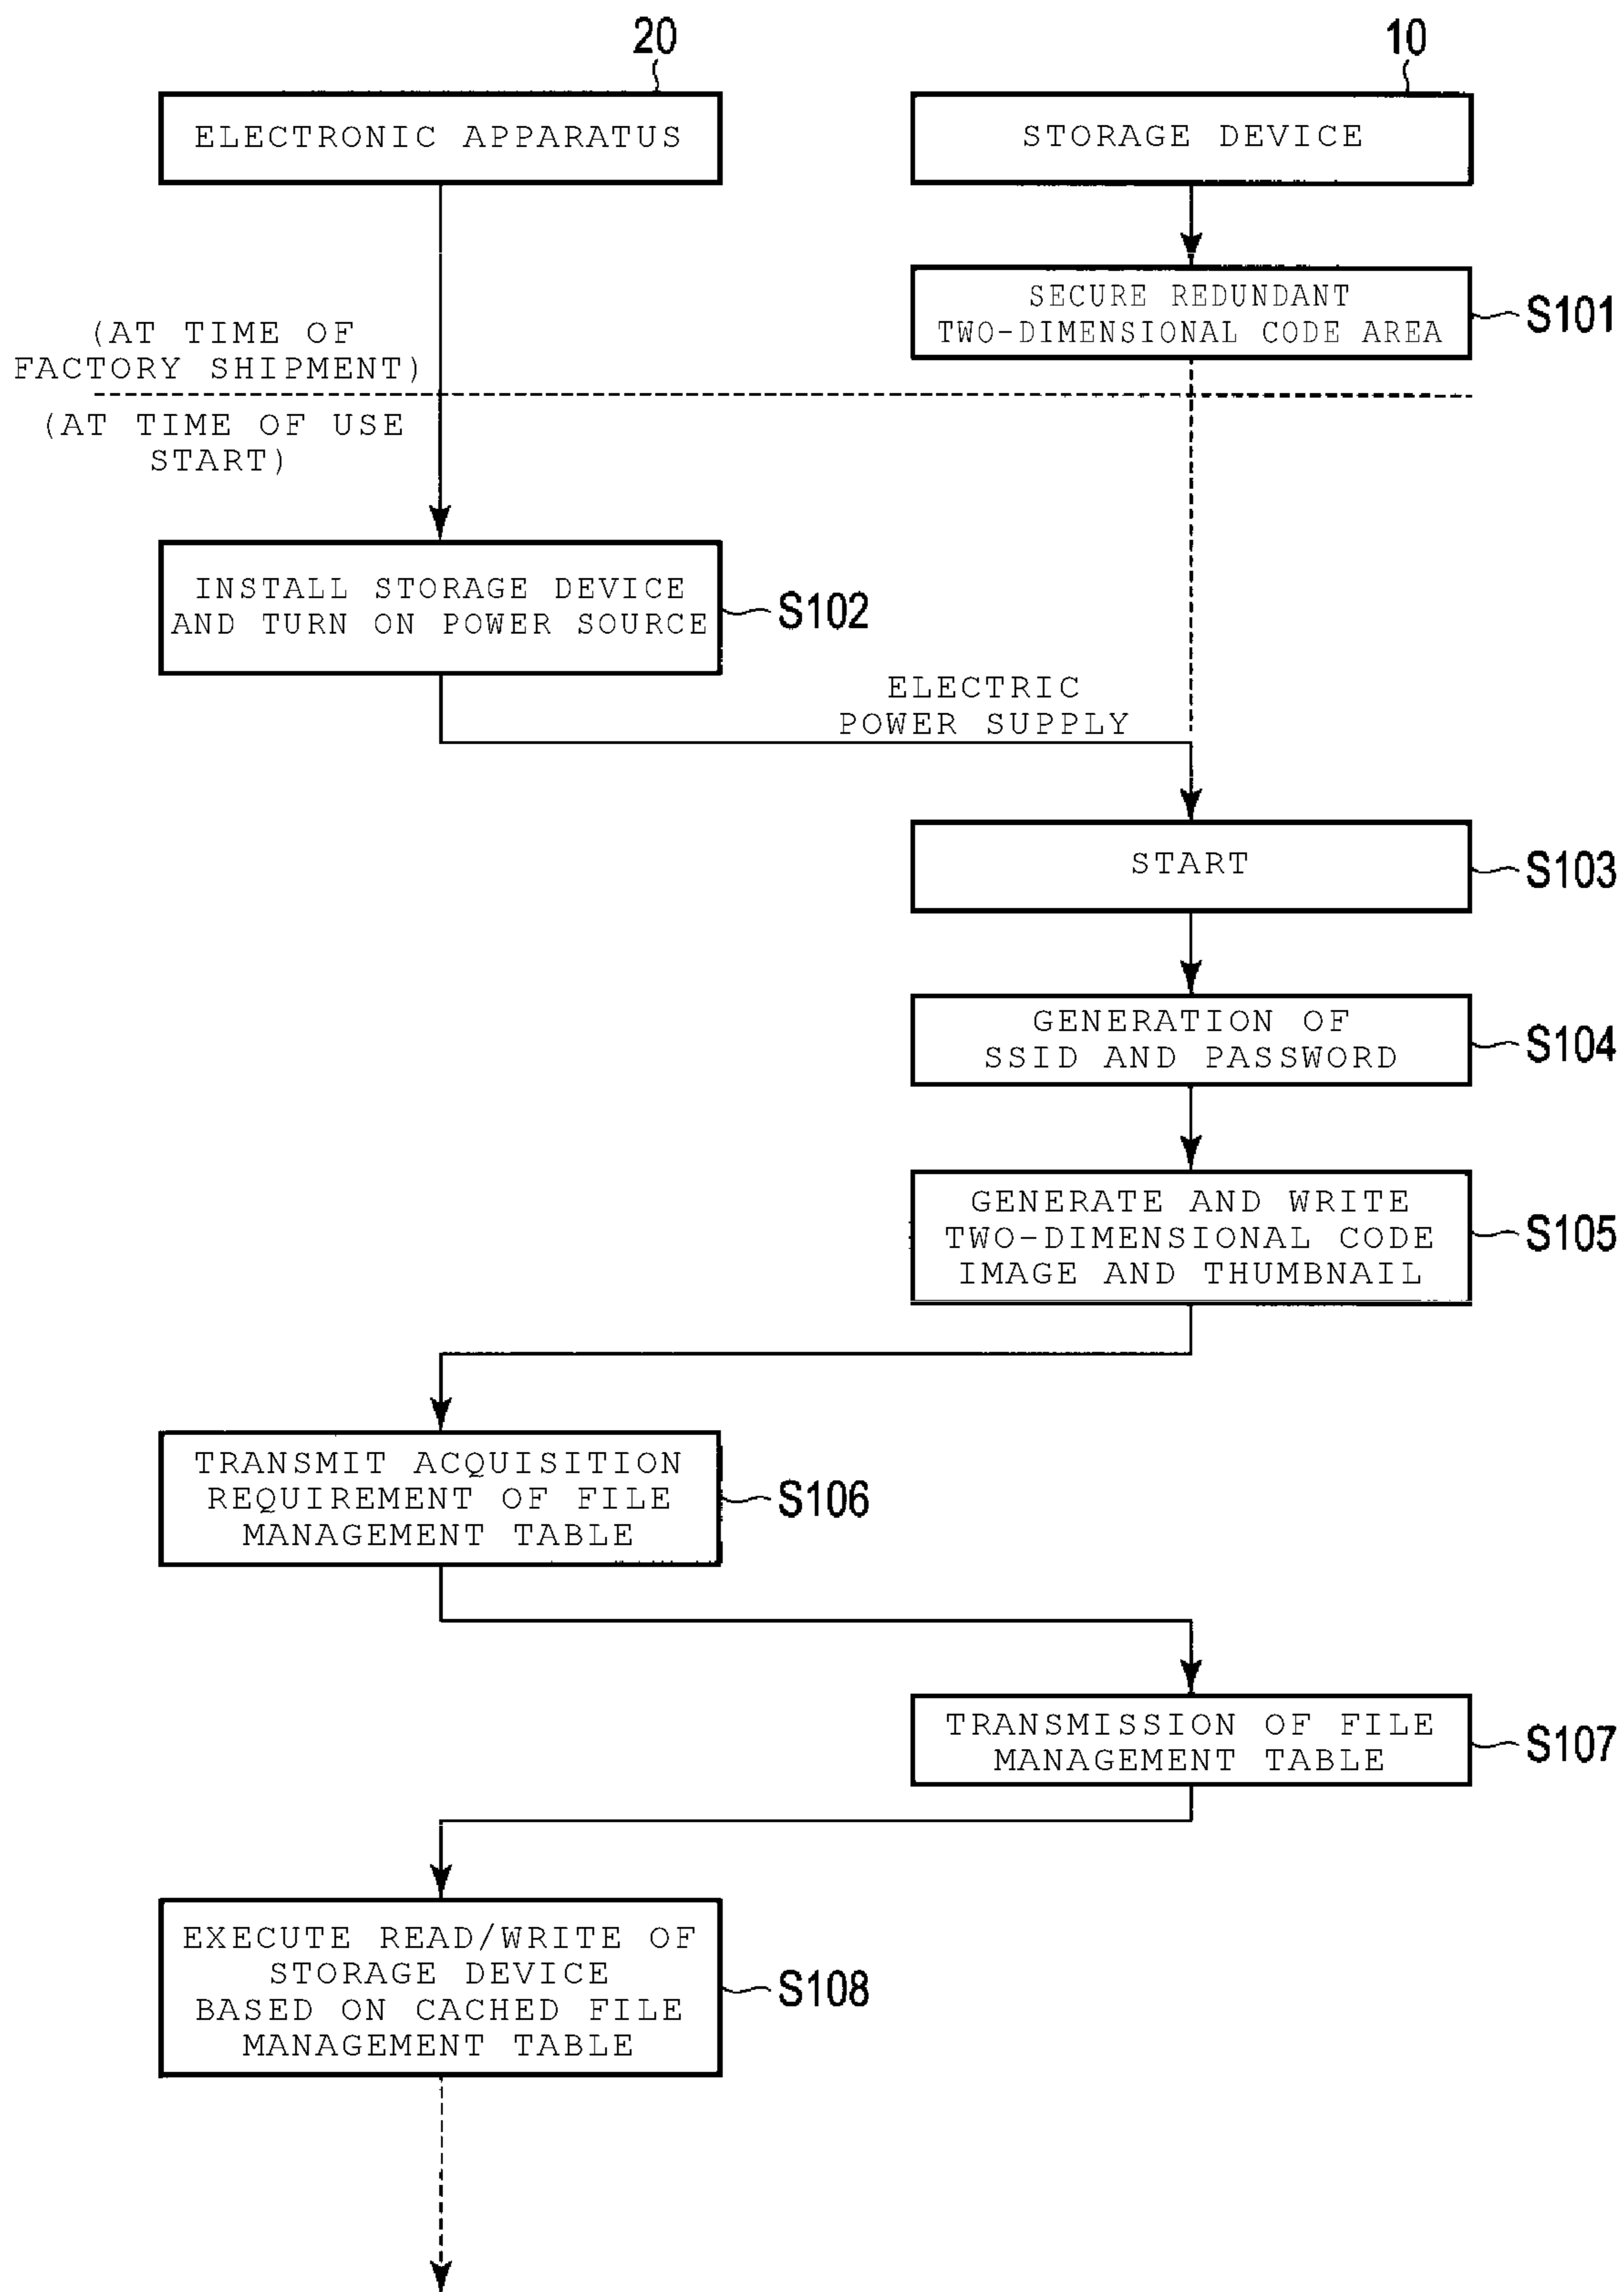 20
10
ELECTRONIC APPARATUS
STORAGE DEVICE
SECURE REDUNDANT
TWO-DIMENSIONAL CODE AREA
S101
(AT TIME OF
FACTORY SHIPMENT)
(AT TIME OF USE
START)
INSTALL STORAGE DEVICE
AND TURN ON POWER SOURCE
S102
ELECTRIC
POWER SUPPLY
START
S103
GENERATION OF
SSID AND PASSWORD
S104
GENERATE AND WRITE
TWO-DIMENSIONAL CODE
IMAGE AND THUMBNAIL
S105
TRANSMIT ACQUISITION
REQUIREMENT OF FILE
MANAGEMENT TABLE
S106
TRANSMISSION OF FILE
MANAGEMENT TABLE
S107
EXECUTE READ/WRITE OF
STORAGE DEVICE
BASED ON CACHED FILE
MANAGEMENT TABLE
S108